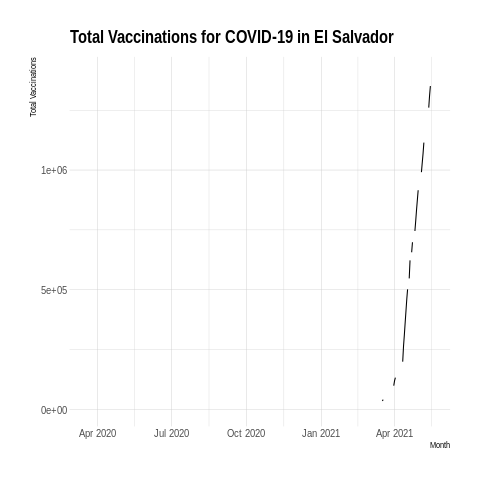 Total Vaccinations for COVID-19 in El Salvador
Total Vaccinations
1e+06
5e+05
0e+00
Apr 2020 Jul 2020 Oct 2020 Jan 2021 Apr 2021
Month